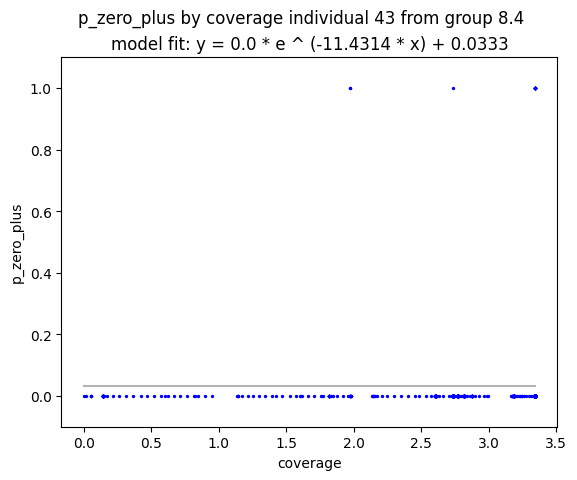 p_zero_plus by coverage individual 43 from group 8.4
model fit: y = 0.0 * e ^ (-11.4314 * x) + 0.0333
1.0
0.8
0.6
0.4
0.2
0.0
p_zero_plus
0.0 0.5 1.0 1.5 2.0 2.5 3.0 3.5
coverage